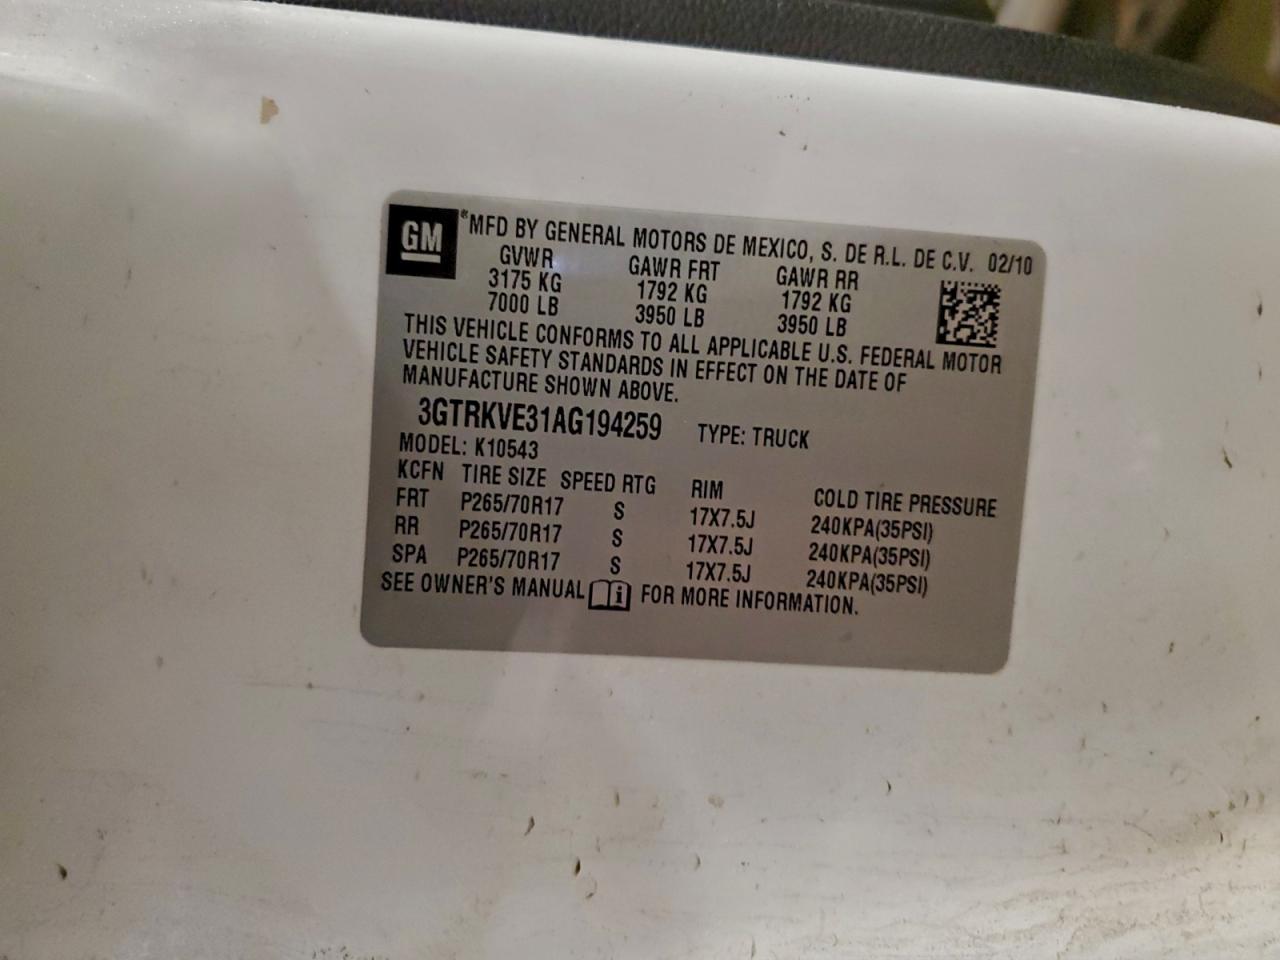 GM
® MFD BY GENERAL MOTORS DE MEXICO, S. DE R.L. DE C.V. 02/10
GVWR GAWR FRT GAWR RR
3175 KG 1792 KG 1792 KG
7000 LB 3950 LB 3950 LB
THIS VEHICLE CONFORMS TO ALL APPLICABLE U.S. FEDERAL MOTOR
VEHICLE SAFETY STANDARDS IN EFFECT ON THE DATE OF
MANUFACTURE SHOWN ABOVE.
3GTRKVE31AG194259 TYPE: TRUCK
MODEL: K10543
KCFN TIRE SIZE SPEED RTG RIM COLD TIRE PRESSURE
FRT P265/70R17 S 17X7.5J 240KPA(35PSI)
RR P265/70R17 S 17X7.5J 240KPA(35PSI)
SPA P265/70R17 S 17X7.5J 240KPA(35PSI)
SEE OWNER'S MANUAL i FOR MORE INFORMATION.